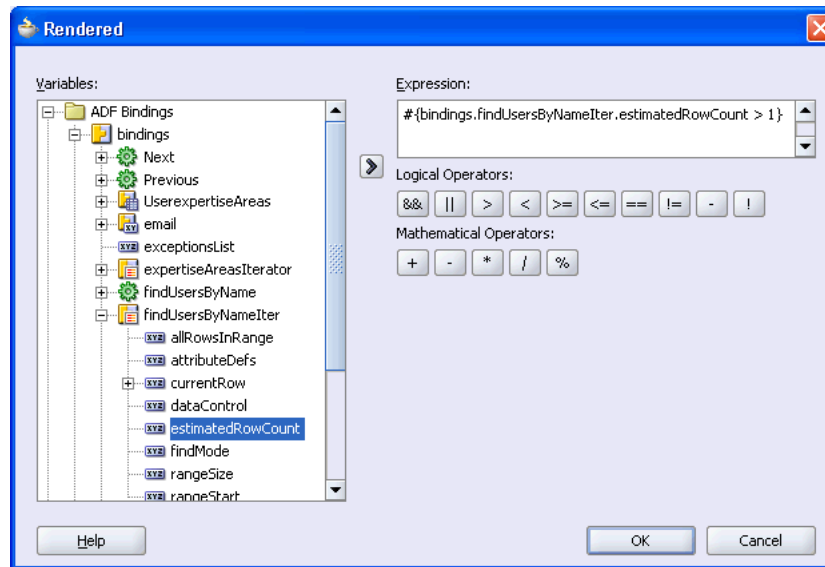 Rendered
Variables:
ADF Bindings
bindings
Next
Previous
UserexpertiseAreas
email
exceptionsList
expertiseAreasIterator
findUsersByName
findUsersByNameIter
allRowsInRange
attributeDefs
currentRow
dataControl
estimatedRowCount
findMode
rangeSize
rangeStart
Expression:
#{bindings.findUsersByNameIter.estimatedRowCount > 1}
Logical Operators:
&& || > < >= <= == != - !
Mathematical Operators:
+ - * / %
Help
OK Cancel